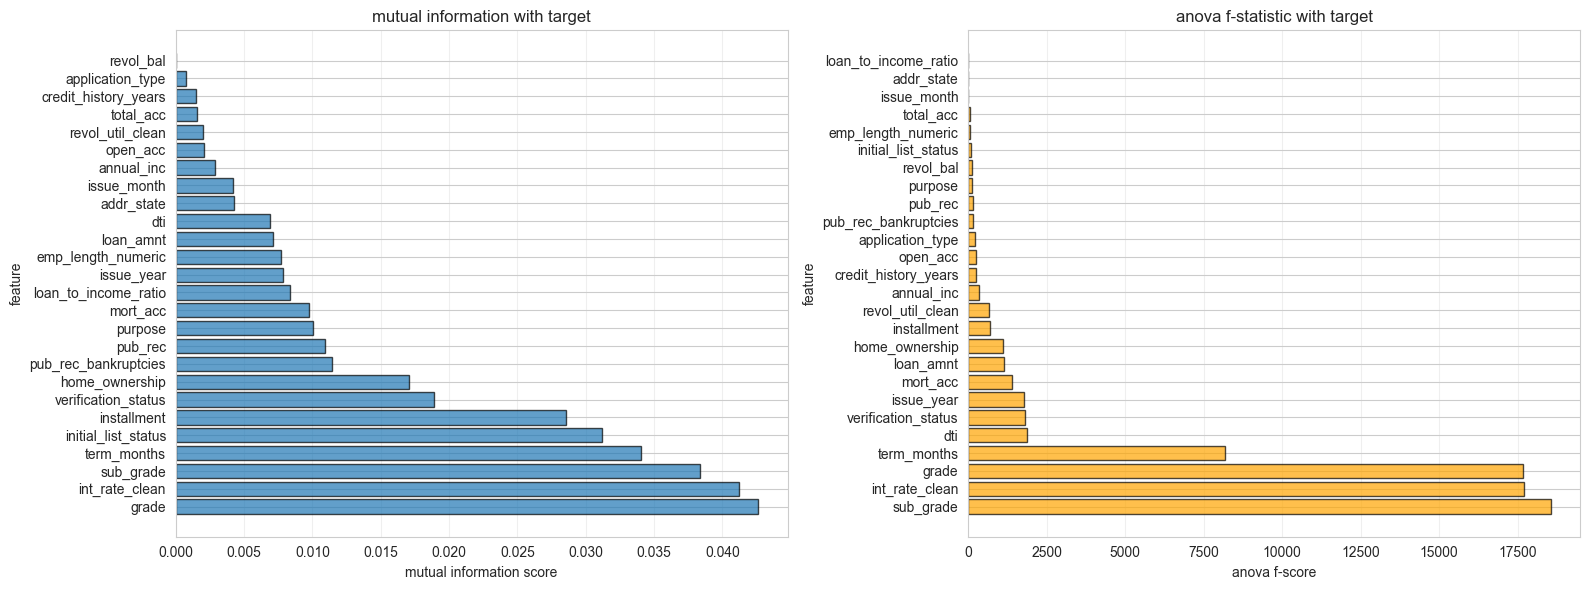 mutual information with target
feature
revol_bal
application_type
credit_history_years
total_acc
revol_util_clean
open_acc
annual_inc
issue_month
addr_state
dti
loan_amnt
emp_length_numeric
issue_year
loan_to_income_ratio
mort_acc
purpose
pub_rec
pub_rec_bankruptcies
home_ownership
verification_status
installment
initial_list_status
term_months
sub_grade
int_rate_clean
grade
0.000 0.005 0.010 0.015 0.020 0.025 0.030 0.035 0.040
mutual information score
anova f-statistic with target
feature
loan_to_income_ratio
addr_state
issue_month
total_acc
emp_length_numeric
initial_list_status
revol_bal
purpose
pub_rec
pub_rec_bankruptcies
application_type
open_acc
credit_history_years
annual_inc
revol_util_clean
installment
home_ownership
loan_amnt
mort_acc
issue_year
verification_status
dti
term_months
grade
int_rate_clean
sub_grade
0 2500 5000 7500 10000 12500 15000 17500
anova f-score